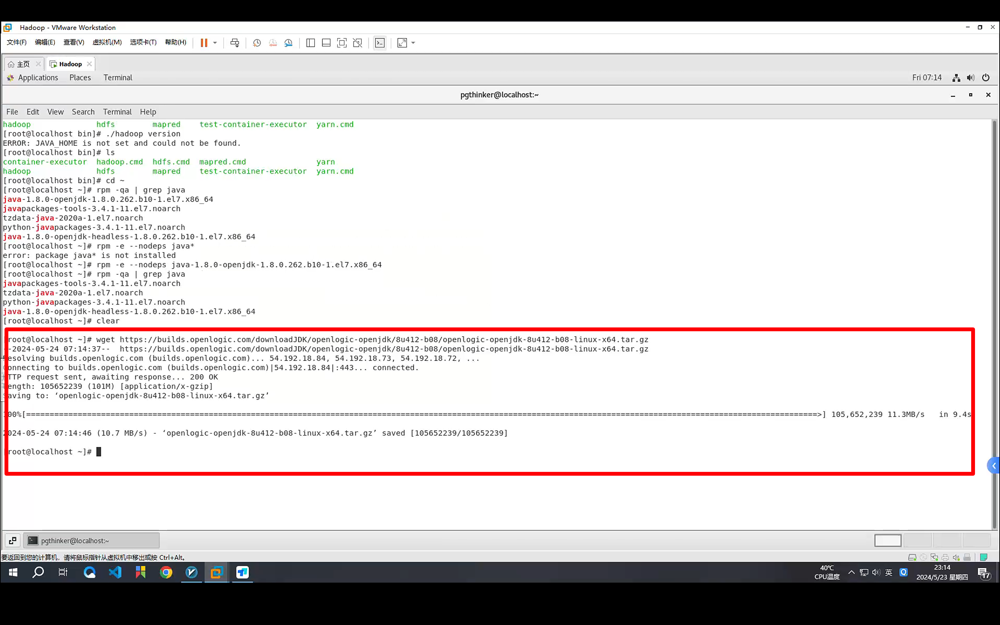 Hadoop - VMware Workstation
文件(F) 编辑(E) 查看(V) 虚拟机(M) 选项卡(T) 帮助(H)
主页 Hadoop
Applications Places Terminal Fri 07:14
pgthinker@localhost:~
File Edit View Search Terminal Help
hadoop hdfs mapred test-container-executor yarn.cmd
[root@localhost bin]# ./hadoop version
ERROR: JAVA_HOME is not set and could not be found.
[root@localhost bin]# ls
container-executor hadoop.cmd hdfs.cmd mapred.cmd yarn
hadoop hdfs mapred test-container-executor yarn.cmd
[root@localhost bin]# cd ~
[root@localhost ~]# rpm -qa | grep java
java-1.8.0-openjdk-1.8.0.262.b10-1.el7.x86_64
javapackages-tools-3.4.1-11.el7.noarch
tzdata-java-2020a-1.el7.noarch
python-javapackages-3.4.1-11.el7.noarch
java-1.8.0-openjdk-headless-1.8.0.262.b10-1.el7.x86_64
[root@localhost ~]# rpm -e --nodeps java*
error: package java* is not installed
[root@localhost ~]# rpm -e --nodeps java-1.8.0-openjdk-1.8.0.262.b10-1.el7.x86_64
[root@localhost ~]# rpm -qa | grep java
javapackages-tools-3.4.1-11.el7.noarch
tzdata-java-2020a-1.el7.noarch
python-javapackages-3.4.1-11.el7.noarch
java-1.8.0-openjdk-headless-1.8.0.262.b10-1.el7.x86_64
[root@localhost ~]# clear
[root@localhost ~]# wget https://builds.openlogic.com/downloadJDK/openlogic-openjdk/8u412-b08/openlogic-openjdk-8u412-b08-linux-x64.tar.gz
--2024-05-24 07:14:37-- https://builds.openlogic.com/downloadJDK/openlogic-openjdk/8u412-b08/openlogic-openjdk-8u412-b08-linux-x64.tar.gz
Resolving builds.openlogic.com (builds.openlogic.com)... 54.192.18.84, 54.192.18.73, 54.192.18.72, ...
Connecting to builds.openlogic.com (builds.openlogic.com)|54.192.18.84|:443... connected.
HTTP request sent, awaiting response... 200 OK
Length: 105652239 (101M) [application/x-gzip]
Saving to: ‘openlogic-openjdk-8u412-b08-linux-x64.tar.gz’
100%[=================================================================================================================================================================>] 105,652,239 11.3MB/s in 9.4s
2024-05-24 07:14:46 (10.7 MB/s) - ‘openlogic-openjdk-8u412-b08-linux-x64.tar.gz’ saved [105652239/105652239]
[root@localhost ~]#
pgthinker@localhost:~
要返回到您的计算机，请将鼠标指针从虚拟机中移出或按 Ctrl+Alt。
40℃
CPU温度
英
23:14
2024/5/23 星期四
17